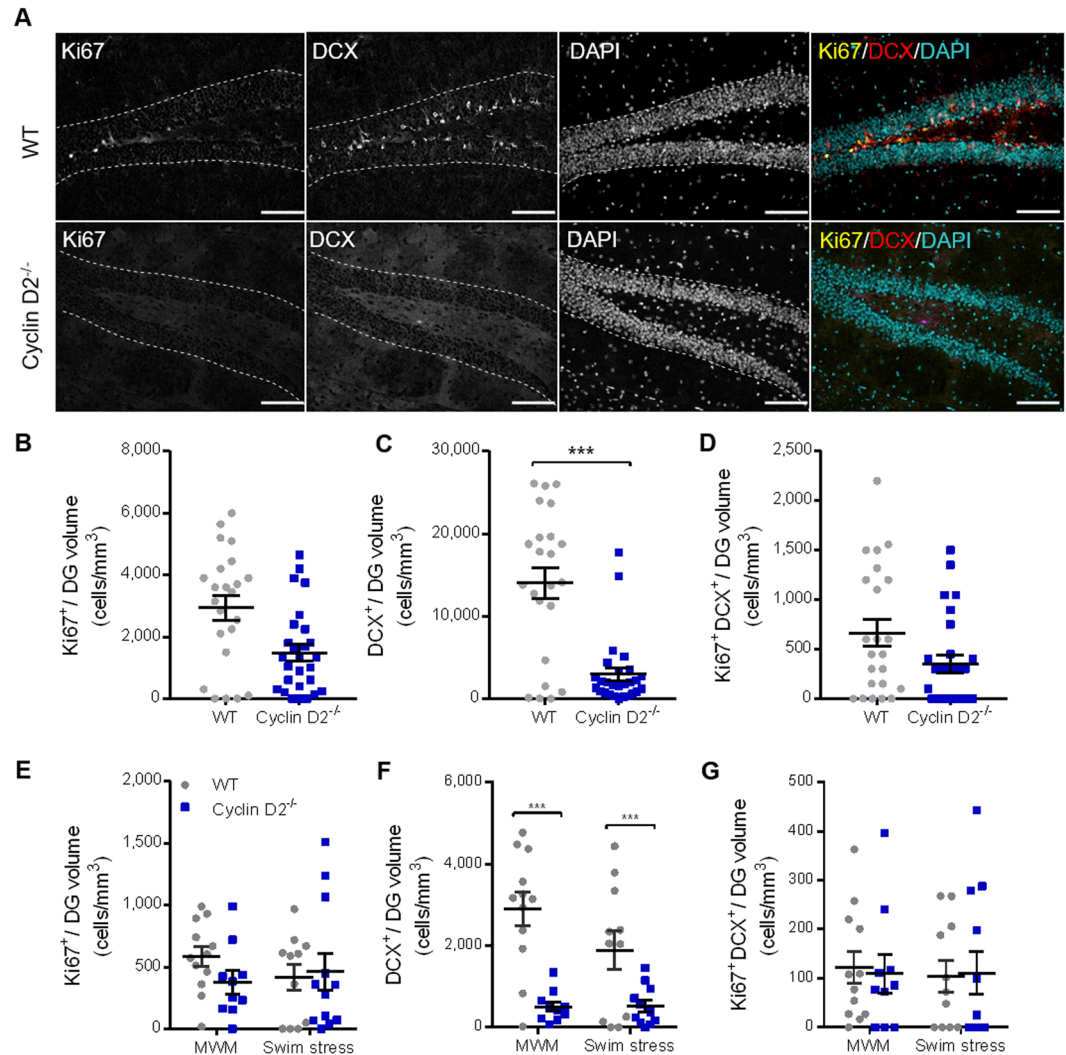 A
Ki67 DCX DAPI Ki67/DCX/DAPI
WT
Ki67 DCX DAPI Ki67/DCX/DAPI
Cyclin D2-/-
B
Ki67+/ DG volume
(cells/mm3)
8,000
6,000
4,000
2,000
0
WT Cyclin D2-/-
C
DCX+/ DG volume
(cells/mm3)
30,000
20,000
10,000
0
***
WT Cyclin D2-/-
D
Ki67+DCX+/ DG volume
(cells/mm3)
2,500
2,000
1,500
1,000
500
0
WT Cyclin D2-/-
E
Ki67+/ DG volume
(cells/mm3)
2,000
1,500
1,000
500
0
WT
Cyclin D2-/-
MWM Swim stress
F
DCX+/ DG volume
(cells/mm3)
6,000
4,000
2,000
0
***
***
MWM Swim stress
G
Ki67+DCX+/ DG volume
(cells/mm3)
500
400
300
200
100
0
MWM Swim stress